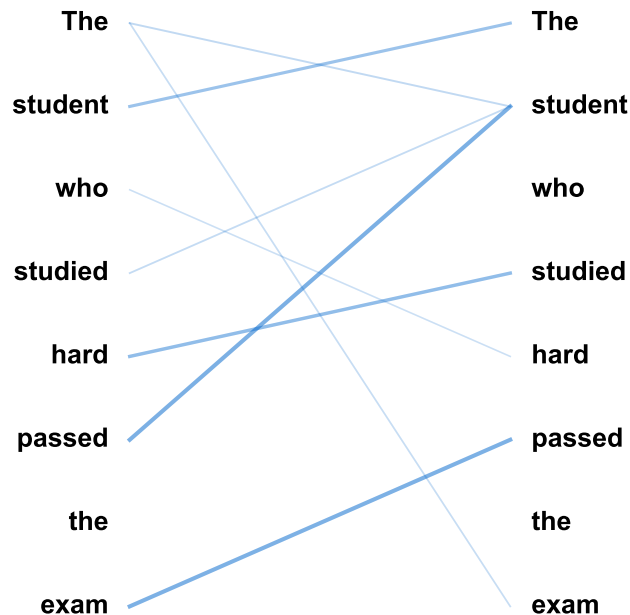 The The
student student
who who
studied studied
hard hard
passed passed
the the
exam exam